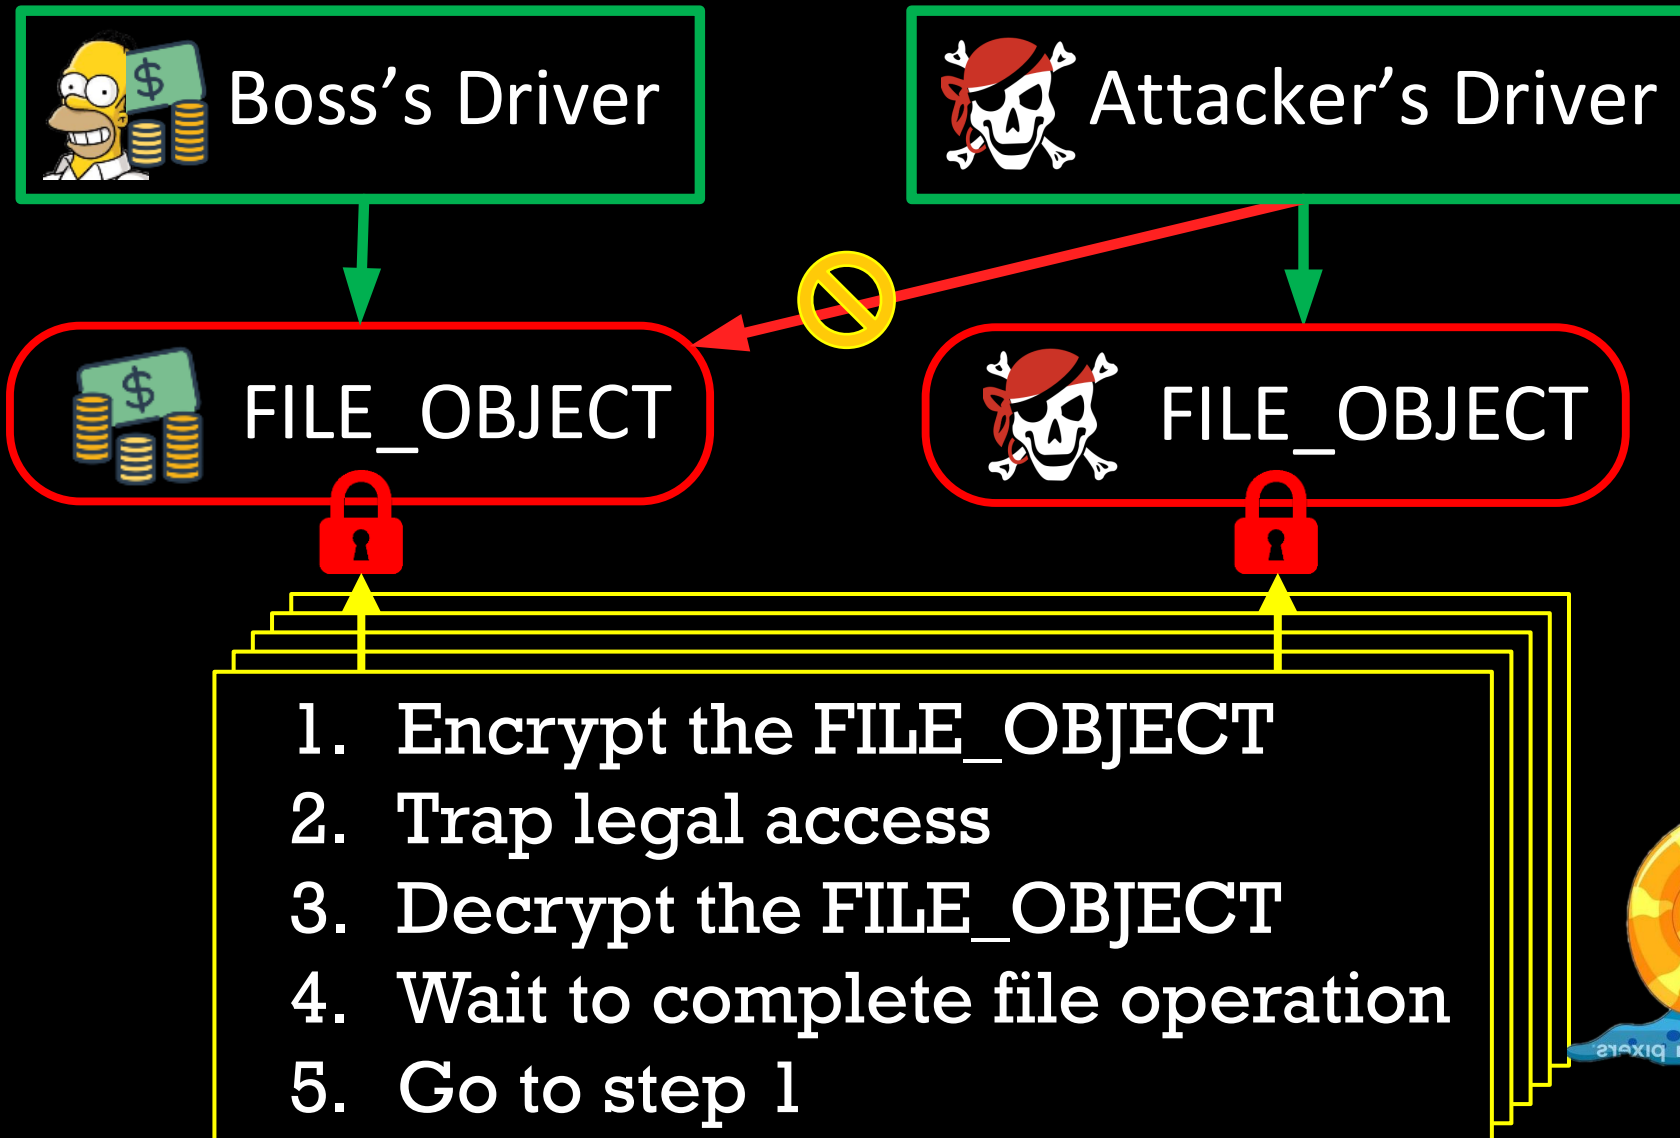 Boss’s Driver
Attacker’s Driver
FILE_OBJECT
FILE_OBJECT
1. Encrypt the FILE_OBJECT
2. Trap legal access
3. Decrypt the FILE_OBJECT
4. Wait to complete file operation
5. Go to step 1